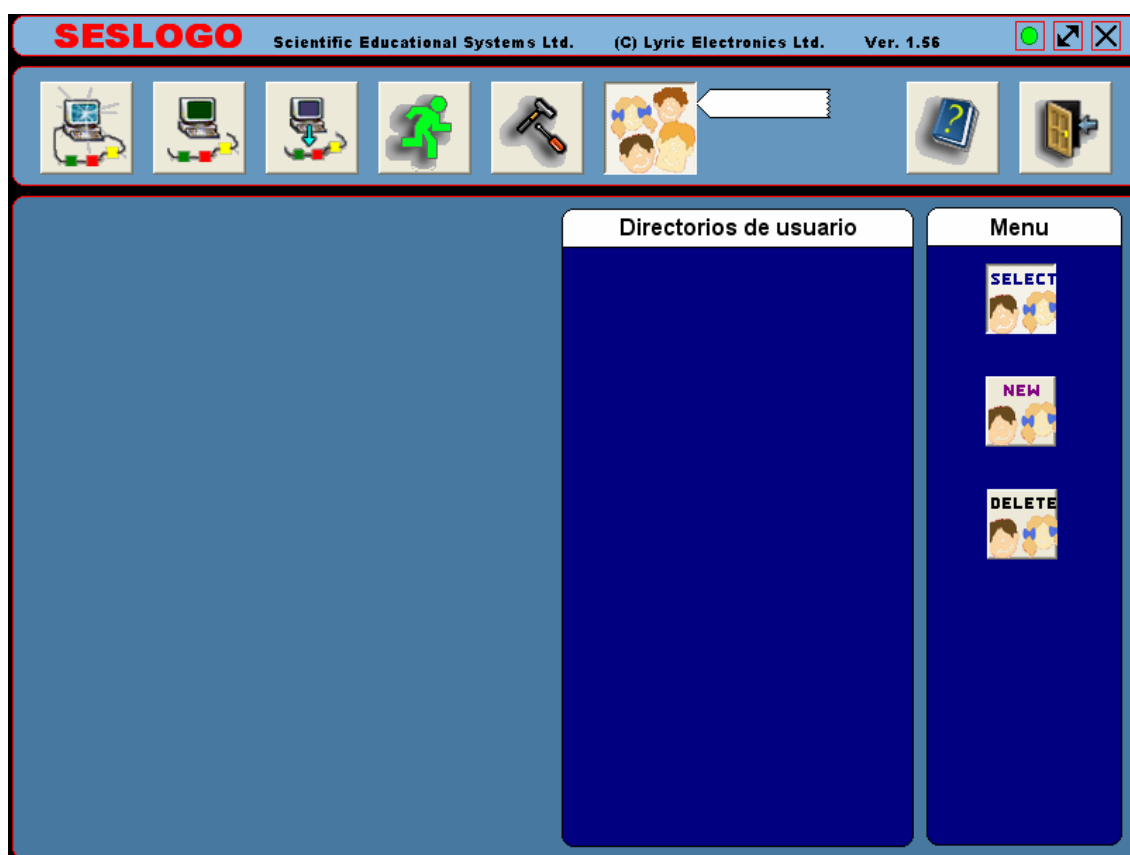 SESLOGO Scientific Educational Systems Ltd. (C) Lyric Electronics Ltd. Ver. 1.56
?
Directorios de usuario
Menu
SELECT
NEW
DELETE